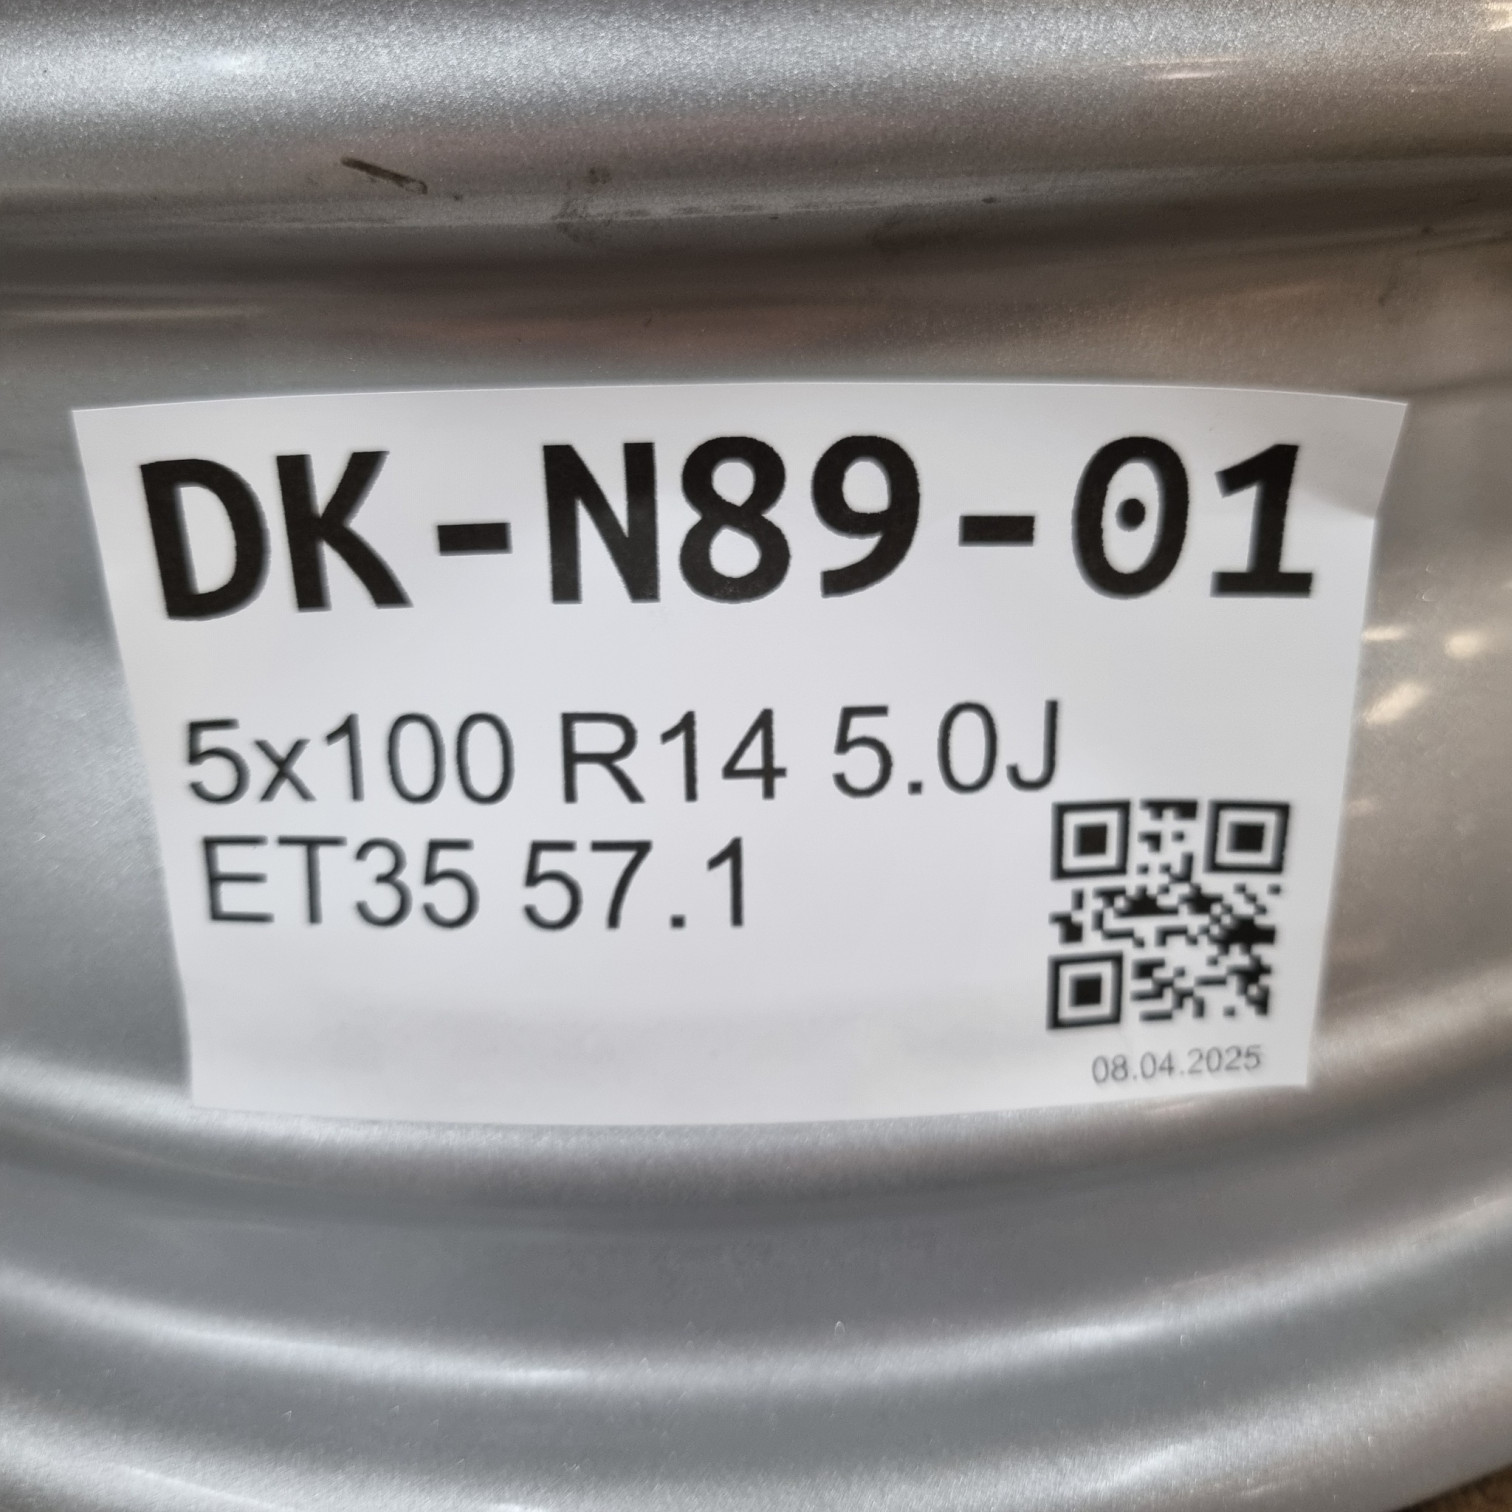 DK-N89-01
5x100 R14 5.0J
ET35 57.1
08.04.2025